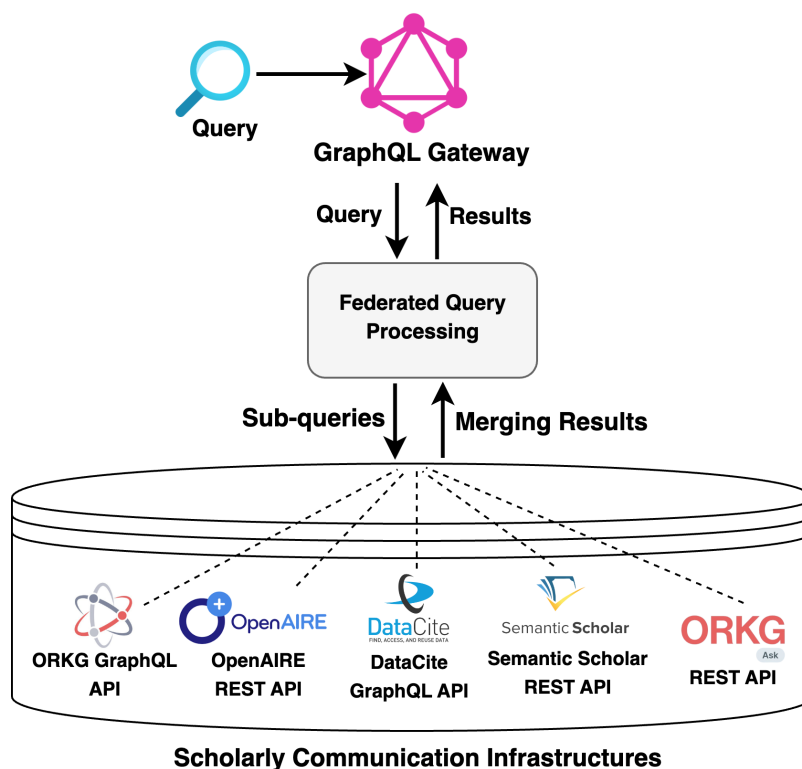 Query
GraphQL Gateway
Query
Results
Federated Query
Processing
Sub-queries
Merging Results
OpenAIRE
DataCite
FIND, ACCESS, AND REUSE DATA
Semantic Scholar
ORKG
Ask
ORKG GraphQL
API
OpenAIRE
REST API
DataCite
GraphQL API
Semantic Scholar
REST API
REST API
Scholarly Communication Infrastructures